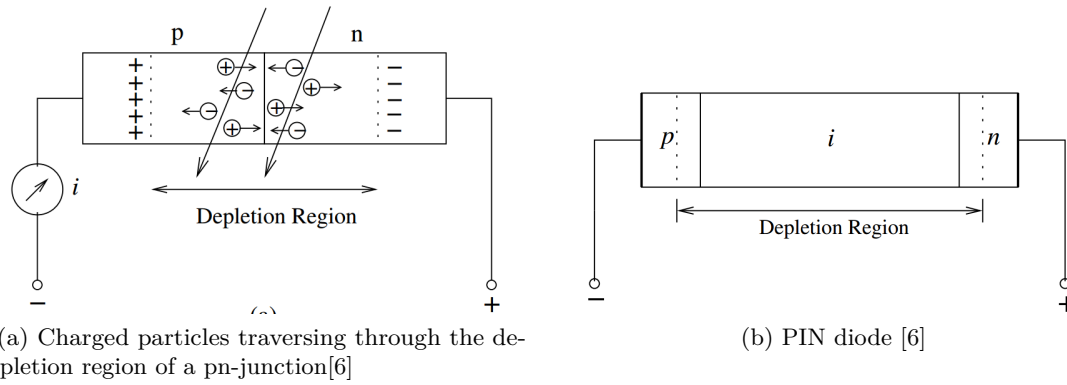 p n
+ −
+ −
+ −
+ −
+ −
+ −
− +
− +
+ −
i
Depletion Region
− +
(a) Charged particles traversing through the de-
pletion region of a pn-junction[6]
p i n
Depletion Region
− +
(b) PIN diode [6]